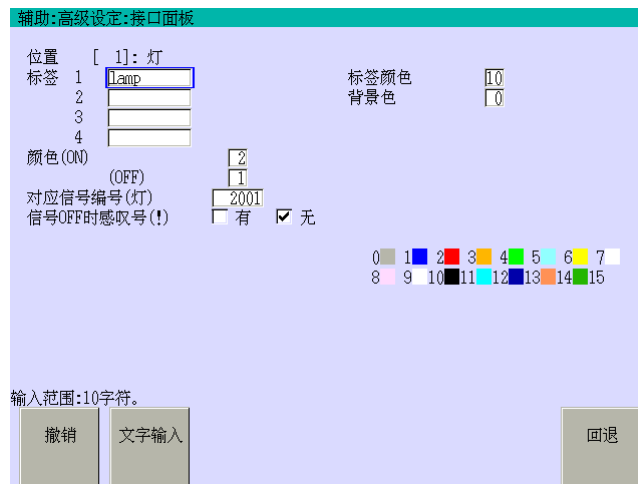 辅助:高级设定:接口面板
位置 [ 1]: 灯
标签 1 lamp 标签颜色 10
2 背景色 0
3
4
颜色(ON) 2
(OFF) 1
对应信号编号(灯) 2001
信号OFF时感叹号(!) 有 无
0 1 2 3 4 5 6 7
8 9 10 11 12 13 14 15
输入范围:10字符。
撤销 文字输入 回退